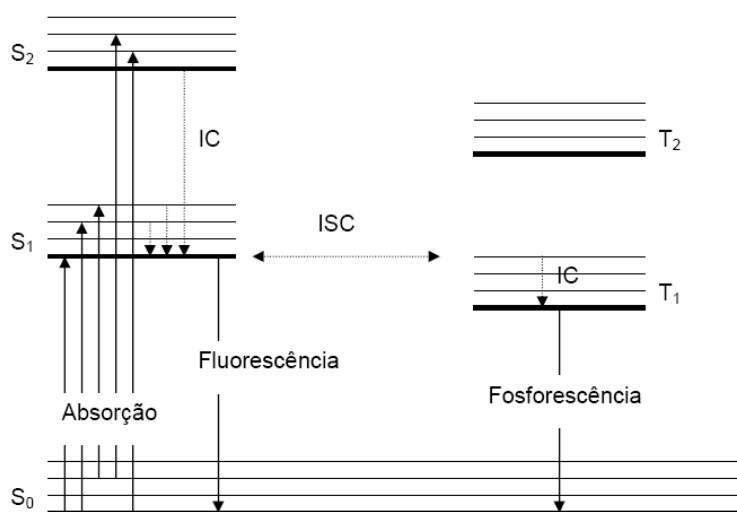 S₂
IC
T₂
S₁
ISC
IC
T₁
Fluorescência
Fosforescência
Absorção
S₀